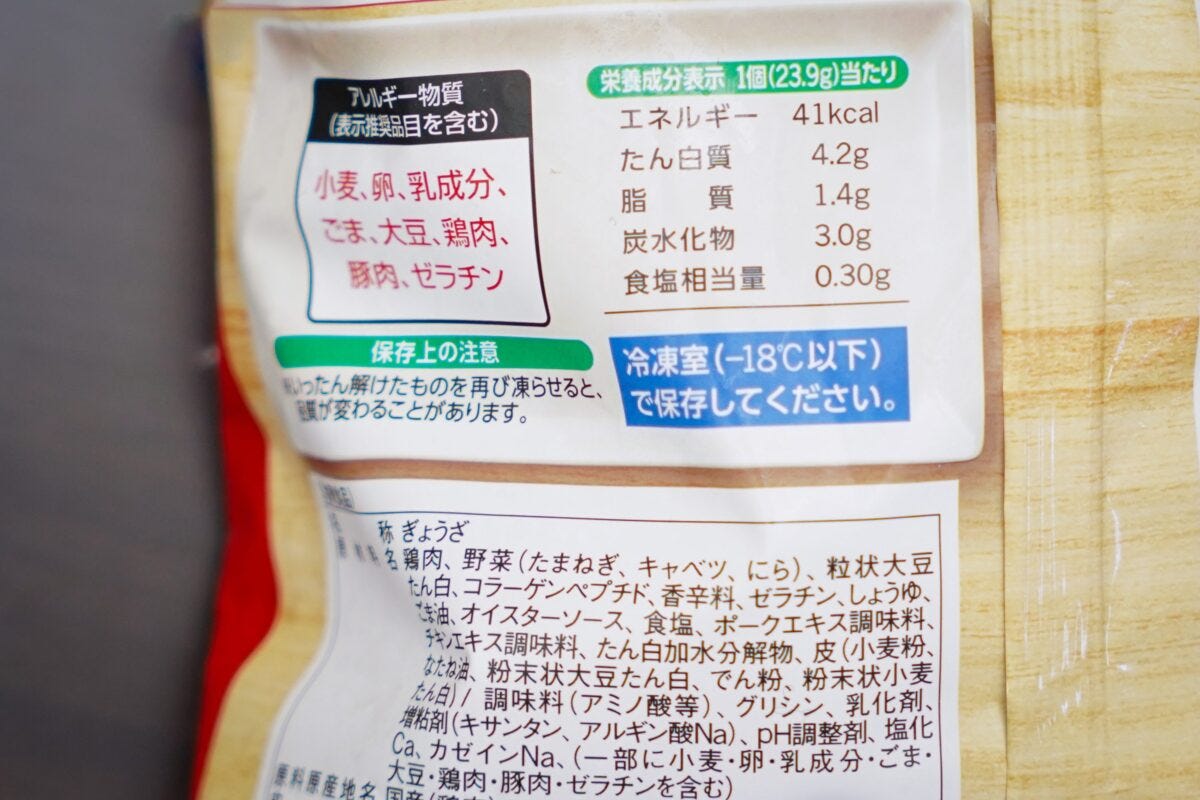 アレルギー物質
(表示推奨品目を含む)
小麦、卵、乳成分、
ごま、大豆、鶏肉、
豚肉、ゼラチン
栄養成分表示 1個(23.9g)当たり
エネルギー 41kcal
たん白質 4.2g
脂質 1.4g
炭水化物 3.0g
食塩相当量 0.30g
保存上の注意
いったん解けたものを再び凍らせると、
品質が変わることがあります。
冷凍室(−18℃以下)
で保存してください。
称 ぎょうざ
名 鶏肉、野菜(たまねぎ、キャベツ、にら)、粒状大豆
たん白、コラーゲンペプチド、香辛料、ゼラチン、しょうゆ、
ごま油、オイスターソース、食塩、ポークエキス調味料、
チキンエキス調味料、たん白加水分解物、皮(小麦粉、
なたね油、粉末状大豆たん白、でん粉、粉末状小麦
たん白)/ 調味料(アミノ酸等)、グリシン、乳化剤、
増粘剤(キサンタン、アルギン酸Na)、pH調整剤、塩化
Ca、カゼインNa、(一部に小麦・卵・乳成分・ごま・
大豆・鶏肉・豚肉・ゼラチンを含む)
原料原産地名 国産(鶏肉)